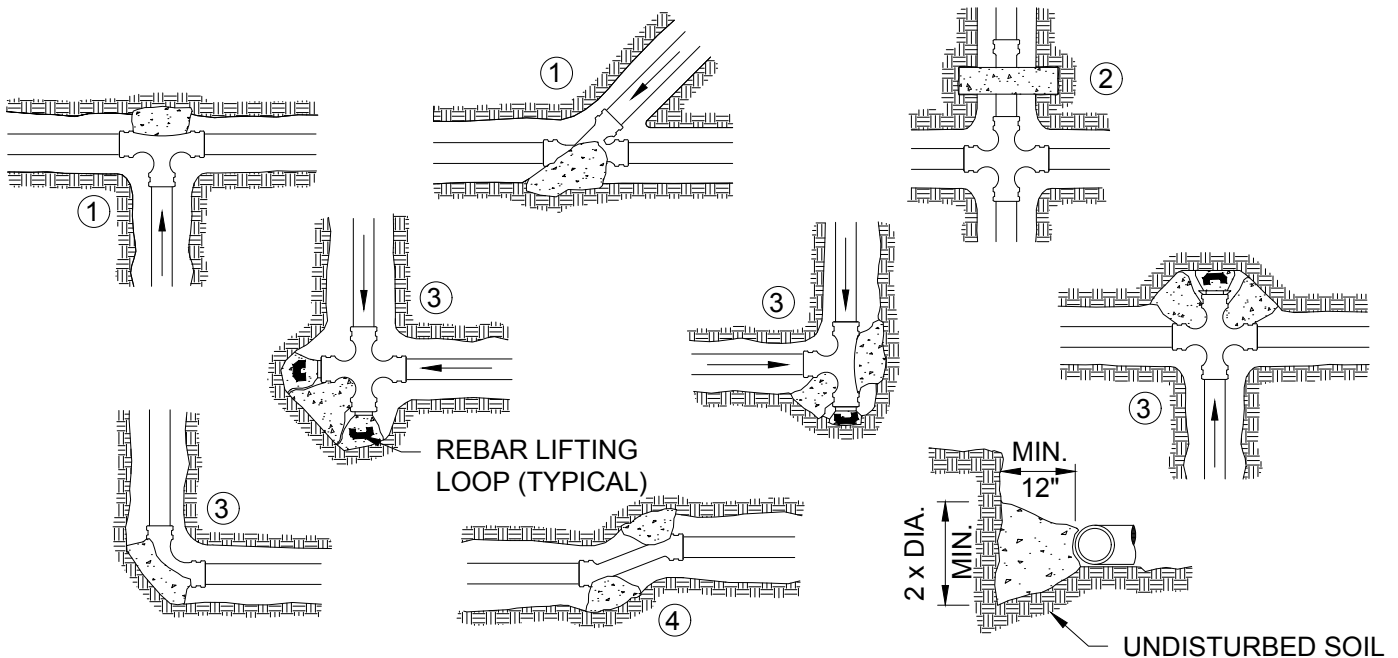 1
2
1
3
3
3
REBAR LIFTING
LOOP (TYPICAL)
MIN.
12"
3
2 x DIA.
MIN.
4
UNDISTURBED SOIL